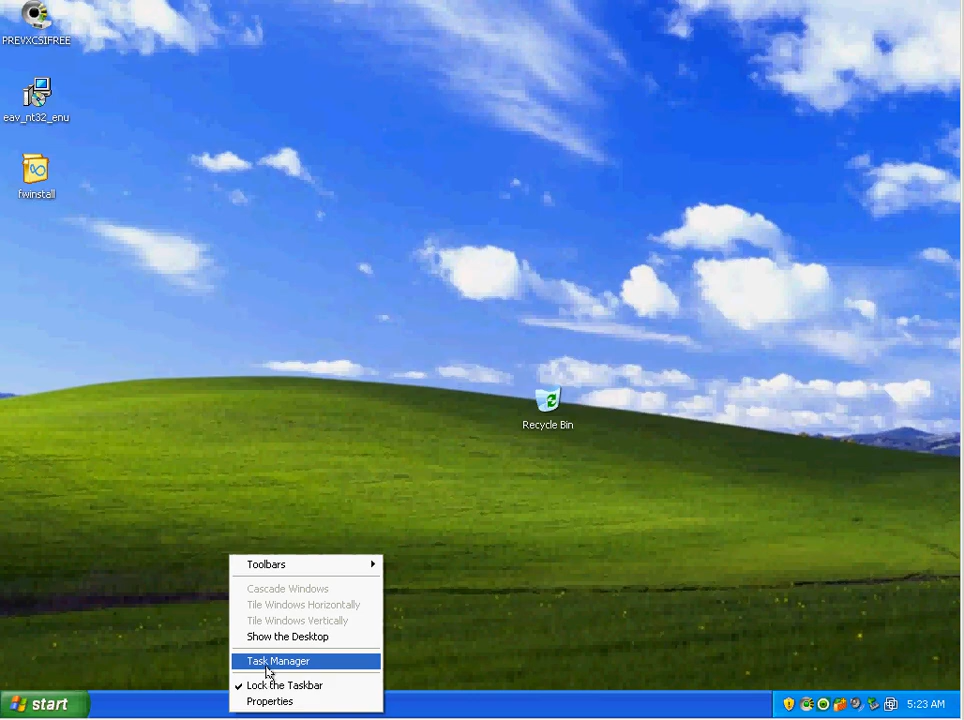 PREVXCSIFREE
eav_nt32_enu
fwinstall
Recycle Bin
Toolbars
Cascade Windows
Tile Windows Horizontally
Tile Windows Vertically
Show the Desktop
Task Manager
Lock the Taskbar
Properties
start
5:23 AM